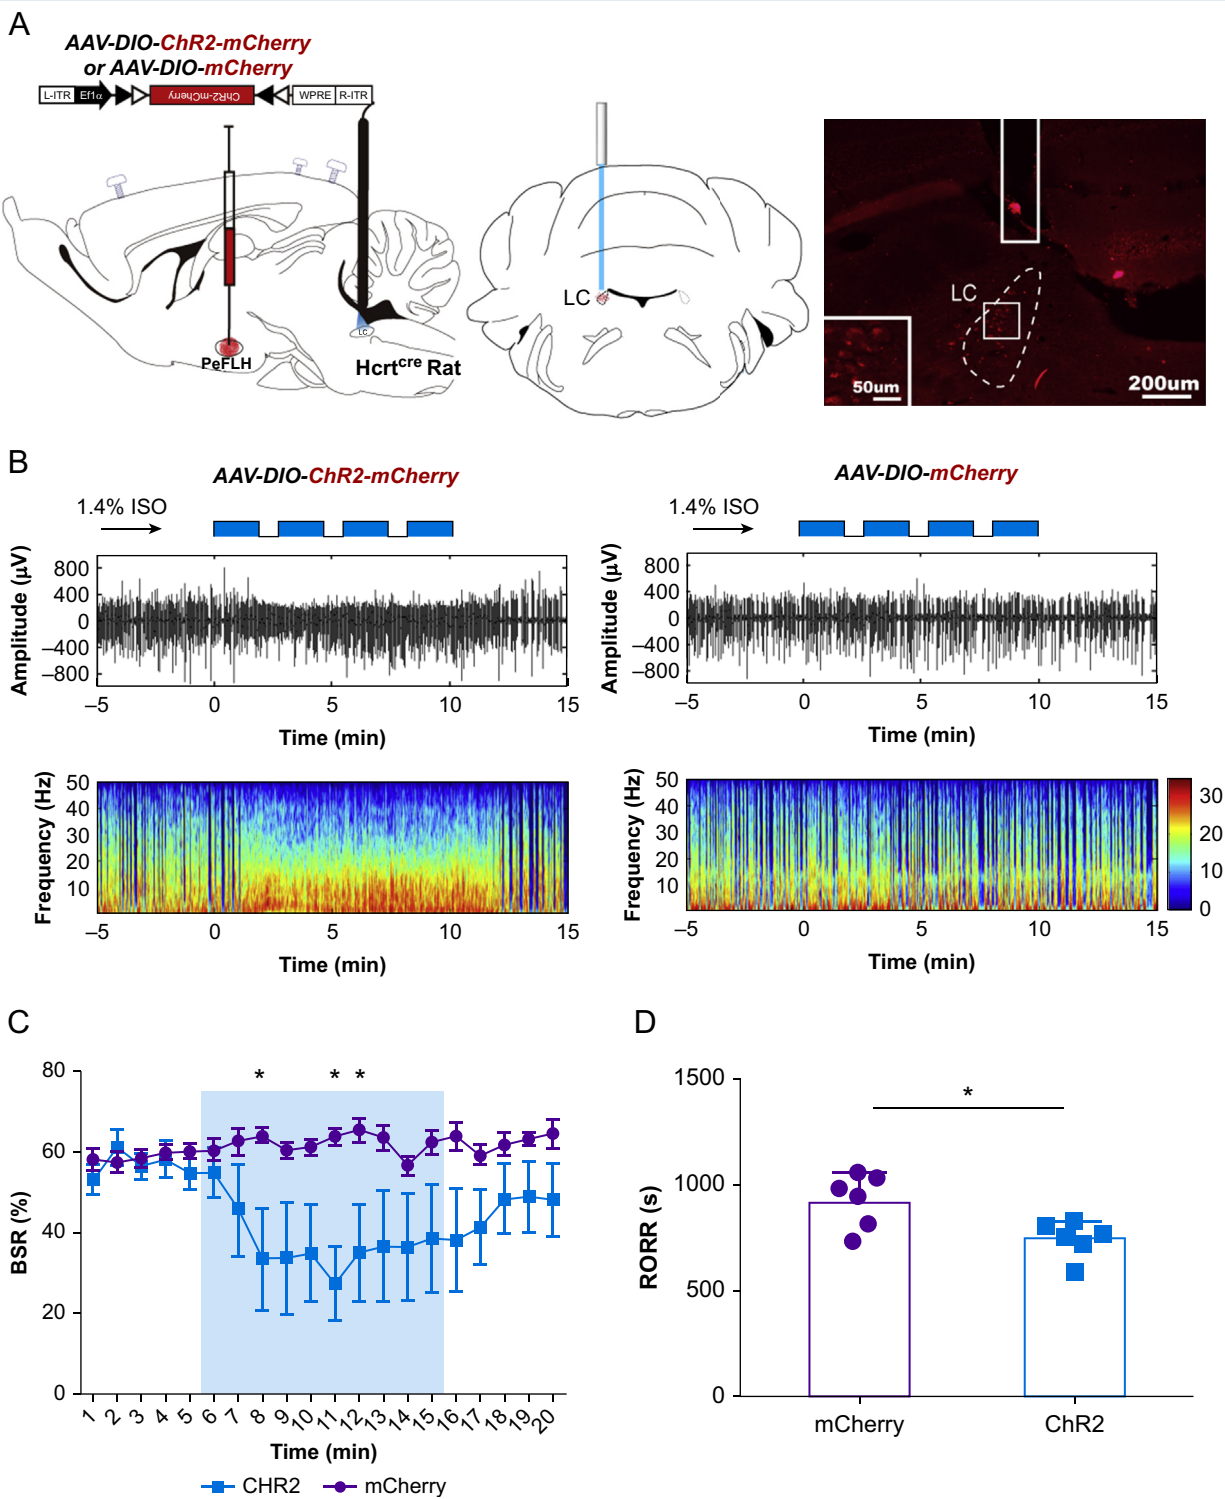 A
AAV-DIO-ChR2-mCherry
or AAV-DIO-mCherry
L-ITR Ef1α ChR2-mCherry WPRE R-ITR
LC
PeFLH
Hcrtcre Rat
LC
LC
50um
200um
B
AAV-DIO-ChR2-mCherry
1.4% ISO
Amplitude (μV)
800
400
0
–400
–800
–5 0 5 10 15
Time (min)
Frequency (Hz)
50
40
30
20
10
–5 0 5 10 15
Time (min)
AAV-DIO-mCherry
1.4% ISO
Amplitude (μV)
800
400
0
–400
–800
–5 0 5 10 15
Time (min)
Frequency (Hz)
50
40
30
20
10
–5 0 5 10 15
Time (min)
30
20
10
0
C
BSR (%)
80
60
40
20
0
* * *
1 2 3 4 5 6 7 8 9 10 11 12 13 14 15 16 17 18 19 20
Time (min)
CHR2 mCherry
D
RORR (s)
1500
1000
500
0
*
mCherry ChR2